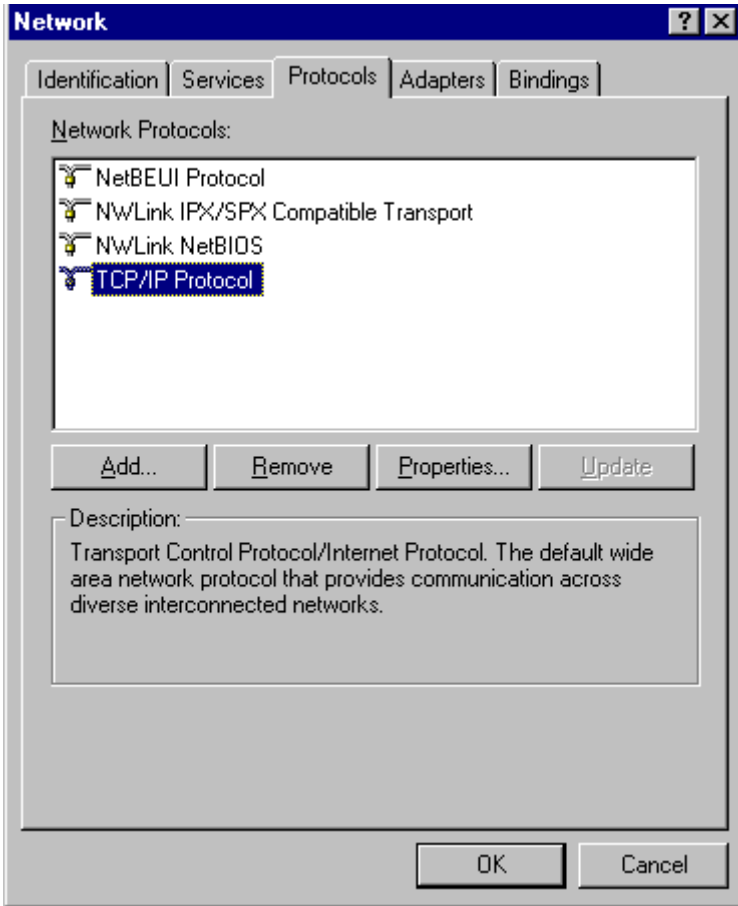 Network
Identification Services Protocols Adapters Bindings
Network Protocols:
NetBEUI Protocol
NWLink IPX/SPX Compatible Transport
NWLink NetBIOS
TCP/IP Protocol
Add... Remove Properties... Update
Description:
Transport Control Protocol/Internet Protocol. The default wide
area network protocol that provides communication across
diverse interconnected networks.
OK Cancel